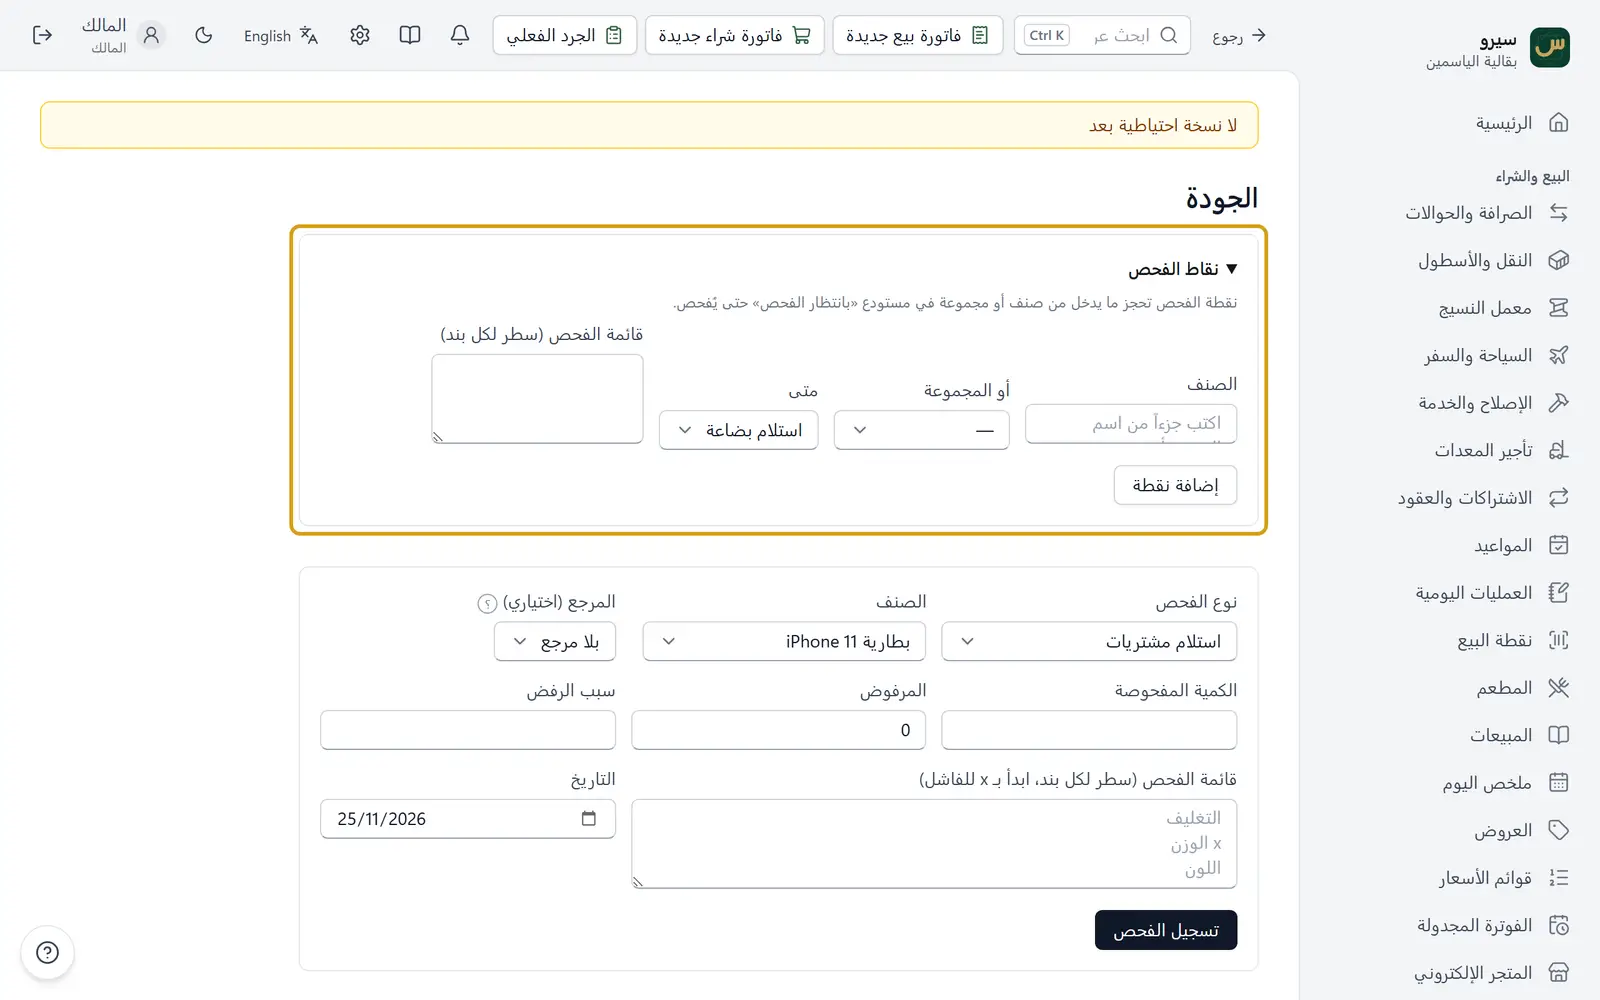 سيرو
بقالية الياسمين
رجوع
ابحث عر
Ctrl K
فاتورة بيع جديدة
فاتورة شراء جديدة
الجرد الفعلي
English
المالك
المالك
الرئيسية
البيع والشراء
الصرافة والحوالات
النقل والأسطول
معمل النسيج
السياحة والسفر
الإصلاح والخدمة
تأجير المعدات
الاشتراكات والعقود
المواعيد
العمليات اليومية
نقطة البيع
المطعم
المبيعات
ملخص اليوم
العروض
قوائم الأسعار
الفوترة المجدولة
المتجر الإلكتروني
لا نسخة احتياطية بعد
الجودة
▼ نقاط الفحص
نقطة الفحص تحجز ما يدخل من صنف أو مجموعة في مستودع «بانتظار الفحص» حتى يُفحص.
الصنف
اكتب جزءاً من اسم
أو المجموعة
—
متى
استلام بضاعة
قائمة الفحص (سطر لكل بند)
إضافة نقطة
نوع الفحص
استلام مشتريات
الصنف
بطارية iPhone 11
المرجع (اختياري) ؟
بلا مرجع
الكمية المفحوصة
المرفوض
0
سبب الرفض
قائمة الفحص (سطر لكل بند، ابدأ بـ x للفاشل)
التغليف
x الوزن
اللون
التاريخ
25/11/2026
تسجيل الفحص